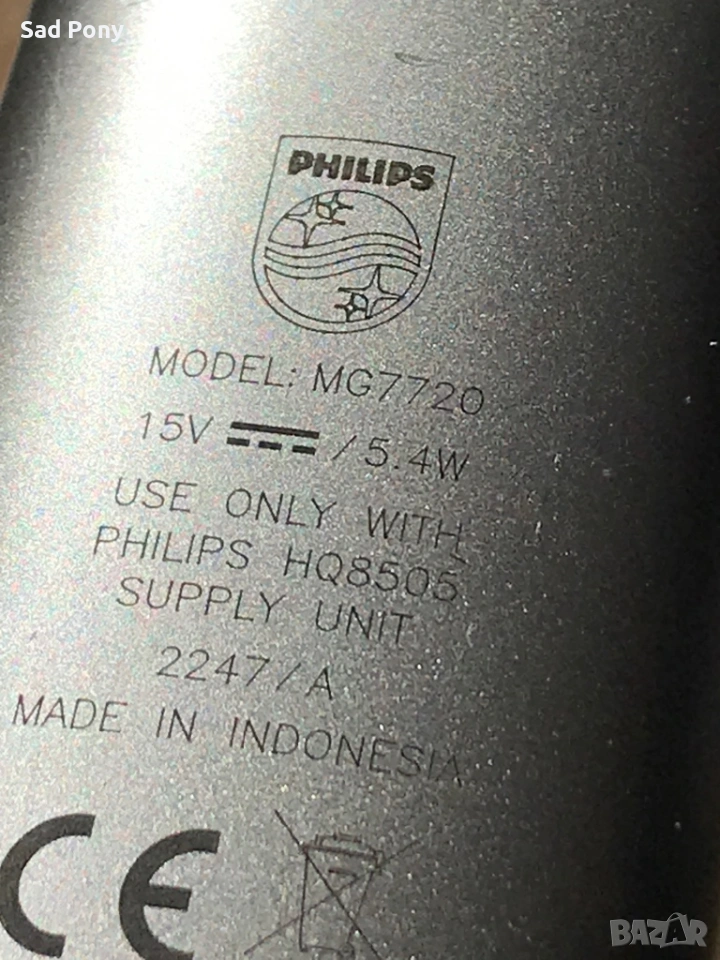 Sad Pony
PHILIPS
MODEL: MG7720
15V / 5.4W
USE ONLY WITH
PHILIPS HQ8505
SUPPLY UNIT
2247/A
MADE IN INDONESIA
CE
BAZAR